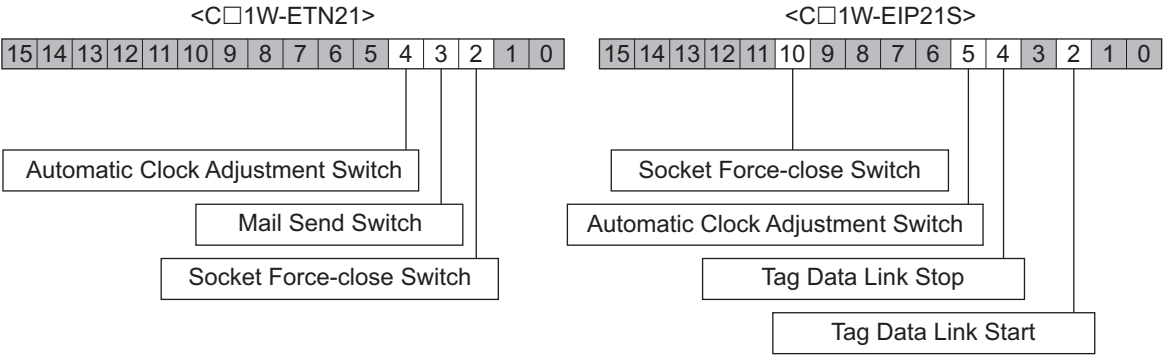 <C□1W-ETN21>
15 14 13 12 11 10 9 8 7 6 5 4 3 2 1 0
Automatic Clock Adjustment Switch
Mail Send Switch
Socket Force-close Switch
<C□1W-EIP21S>
15 14 13 12 11 10 9 8 7 6 5 4 3 2 1 0
Socket Force-close Switch
Automatic Clock Adjustment Switch
Tag Data Link Stop
Tag Data Link Start